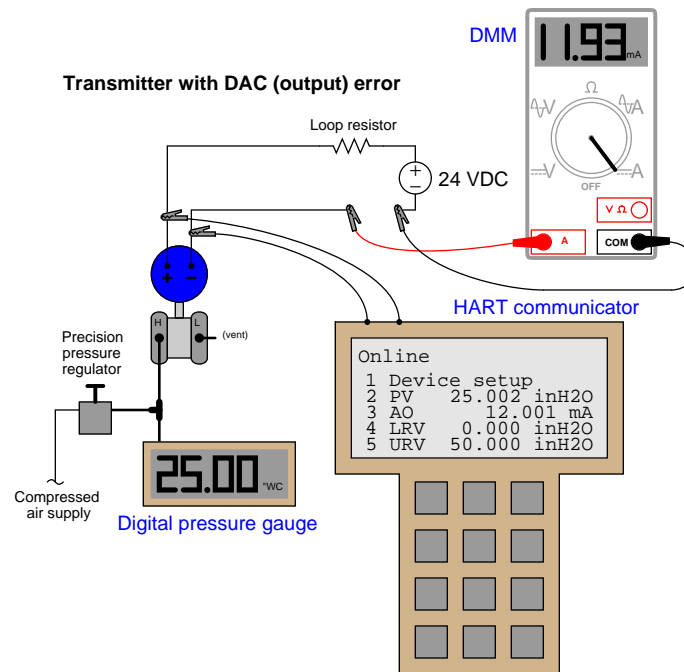 DMM
11.93 mA
Transmitter with DAC (output) error
Loop resistor
Ω
V
A
V
A
OFF
+
−
24 VDC
V Ω
A
COM
+ −
H L
(vent)
HART communicator
Precision
pressure
regulator
Online
1 Device setup
2 PV 25.002 inH2O
3 AO 12.001 mA
4 LRV 0.000 inH2O
5 URV 50.000 inH2O
25.00 "WC
Compressed
air supply
Digital pressure gauge